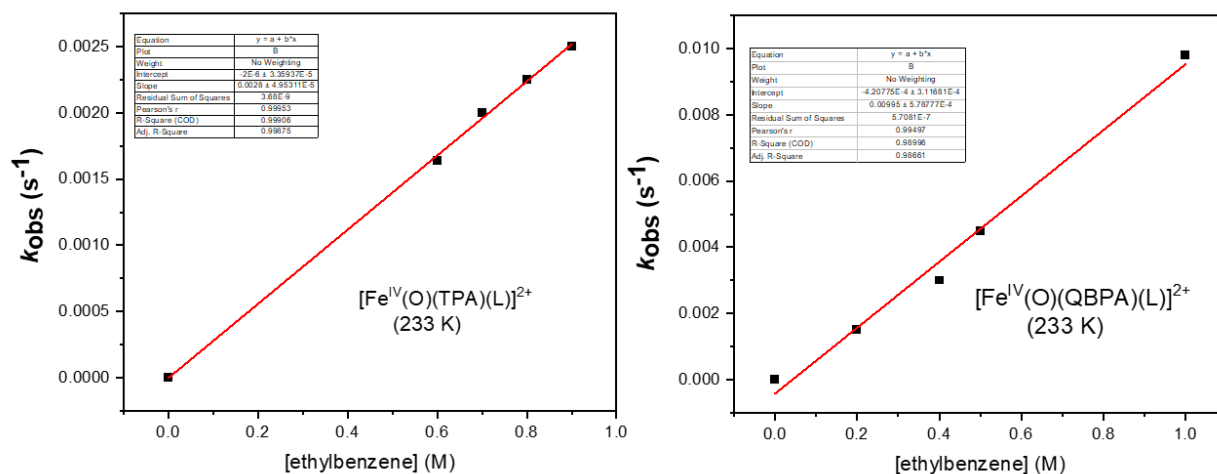 Equation y = a + b*x
Plot B
Weight No Weighting
Intercept -2E-6 ± 3.35937E-5
Slope 0.0028 ± 4.95311E-5
Residual Sum of Squares 3.68E-9
Pearson's r 0.99953
R-Square (COD) 0.99906
Adj. R-Square 0.99875
kobs (s-1)
0.0025
0.0020
0.0015
0.0010
0.0005
0.0000
[FeIV(O)(TPA)(L)]2+
(233 K)
0.0 0.2 0.4 0.6 0.8 1.0
[ethylbenzene] (M)
Equation y = a + b*x
Plot B
Weight No Weighting
Intercept -4.20775E-4 ± 3.11681E-4
Slope 0.00995 ± 5.78777E-4
Residual Sum of Squares 5.7081E-7
Pearson's r 0.99497
R-Square (COD) 0.98996
Adj. R-Square 0.98661
kobs (s-1)
0.010
0.008
0.006
0.004
0.002
0.000
[FeIV(O)(QBPA)(L)]2+
(233 K)
0.0 0.2 0.4 0.6 0.8 1.0
[ethylbenzene] (M)